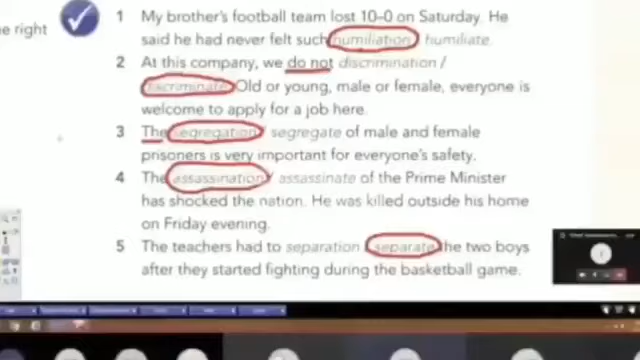 e right
1 My brother's football team lost 10–0 on Saturday. He
said he had never felt such humiliation / humiliate.
2 At this company, we do not discrimination /
discriminate. Old or young, male or female, everyone is
welcome to apply for a job here.
3 The segregation / segregate of male and female
prisoners is very important for everyone's safety.
4 The assassination / assassinate of the Prime Minister
has shocked the nation. He was killed outside his home
on Friday evening.
5 The teachers had to separation / separate the two boys
after they started fighting during the basketball game.